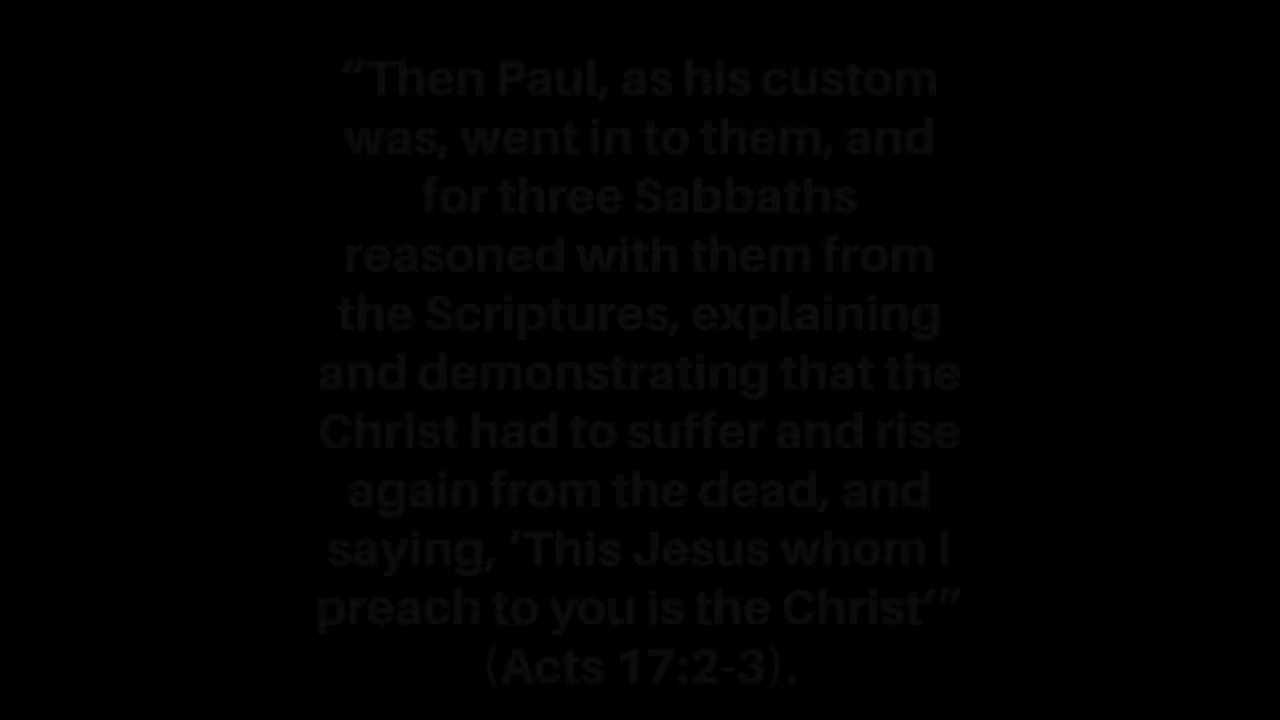 “Then Paul, as his custom
was, went in to them, and
for three Sabbaths
reasoned with them from
the Scriptures, explaining
and demonstrating that the
Christ had to suffer and rise
again from the dead, and
saying, ‘This Jesus whom I
preach to you is the Christ‘”
(Acts 17:2-3).